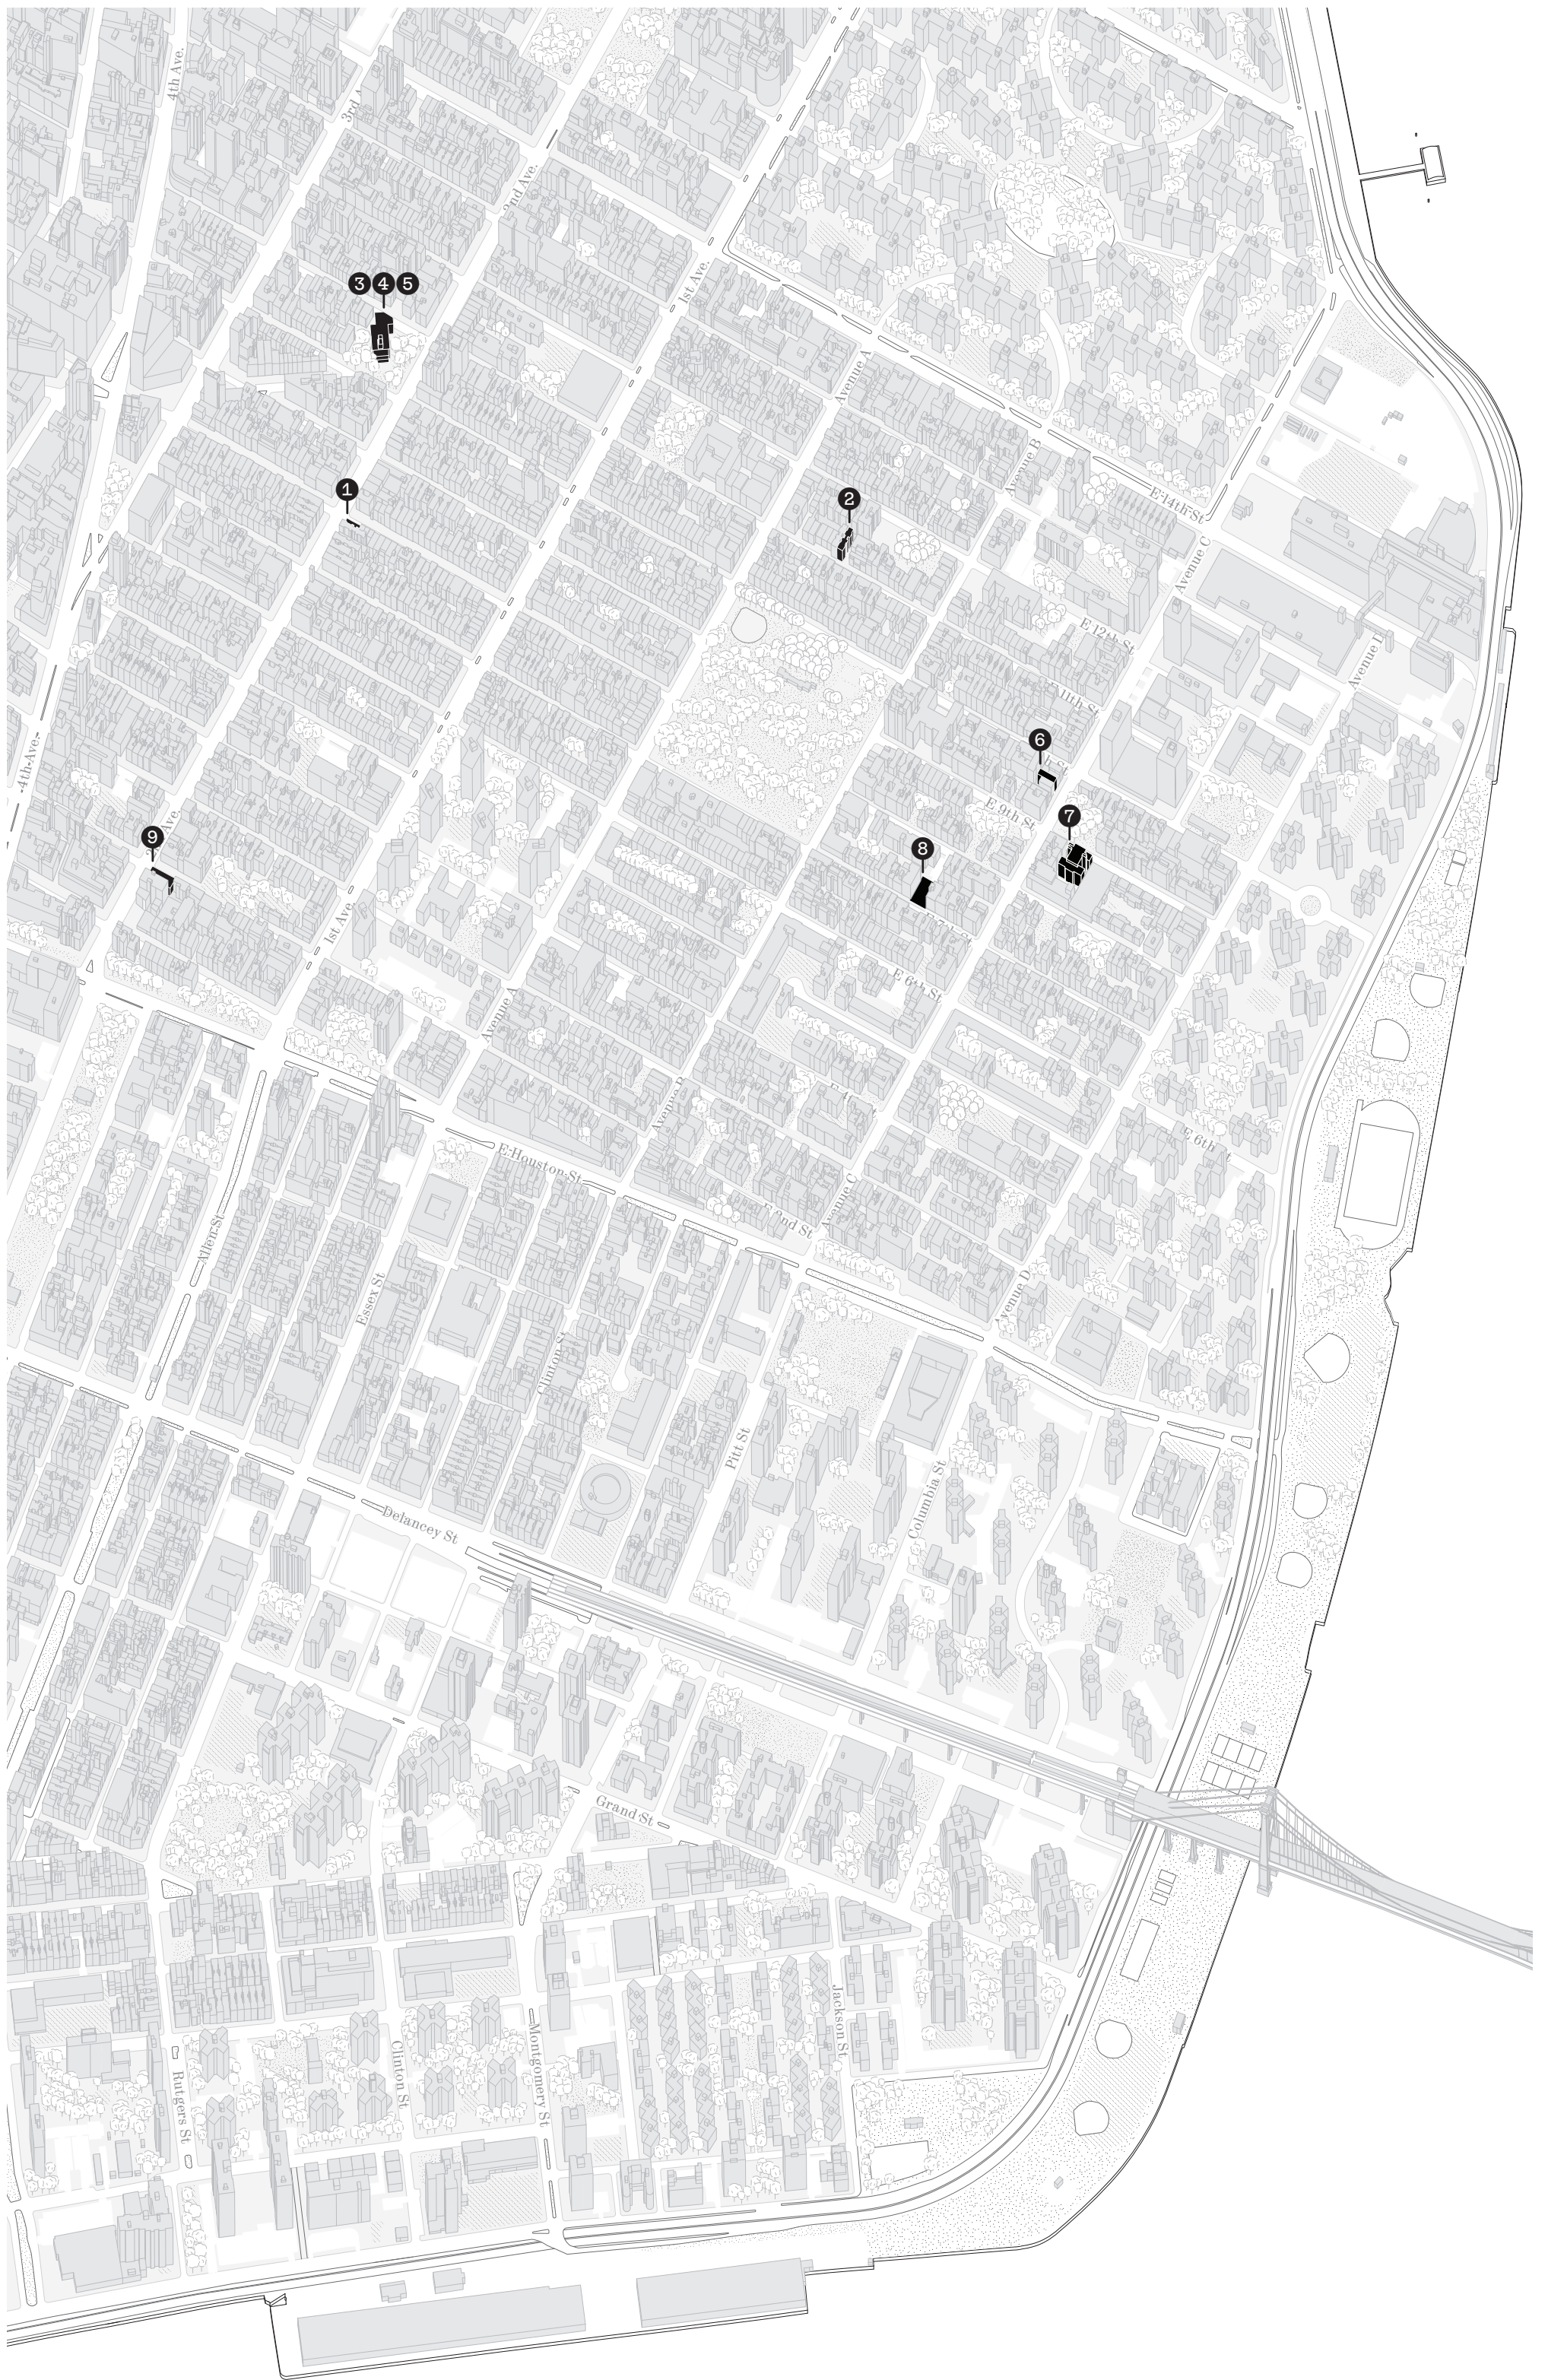 4th Ave.
3rd A
2nd Ave.
3 4 5
1st Ave.
Avenue A
Avenue B
1
2
E 14th St
Avenue C
E 12th St
Avenue D
11th St
4th Ave.
6
E 9th St
7
9
Ave.
8
1st Ave.
E 6th St
Avenue A
Avenue B
E 6th St
E Houston St
Avenue C
E 2nd St
Allen St
Avenue D
Essex St
Clinton St
Pitt St
Columbia St
Delancey St
Grand St
Jackson St
Montgomery St
Clinton St
Rutgers St